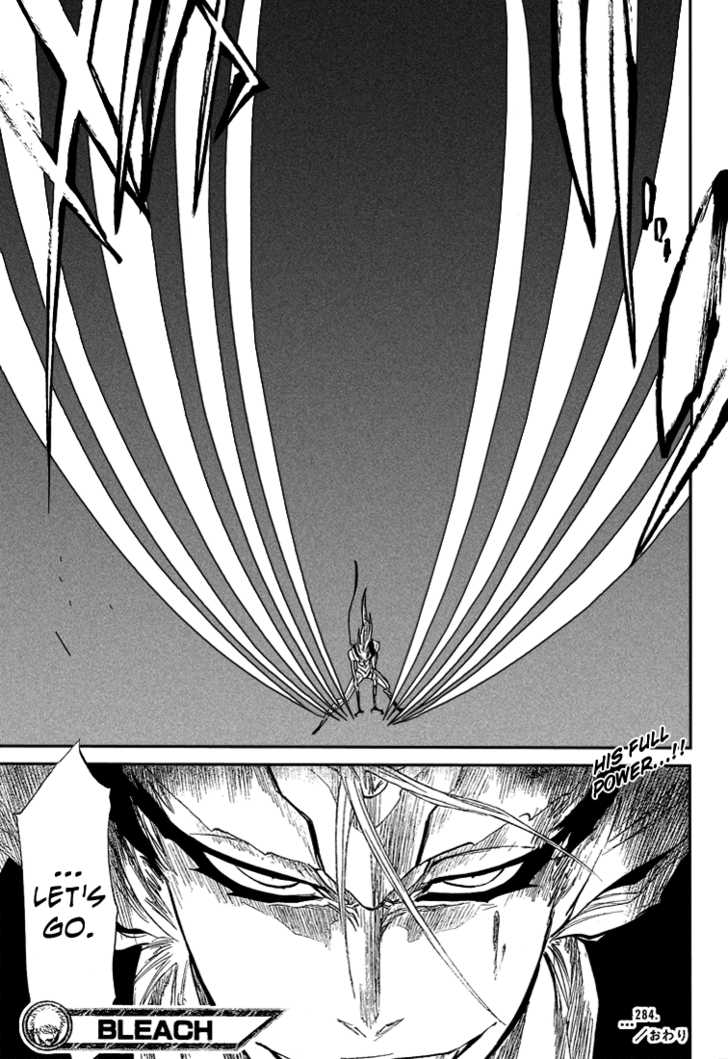 HIS FULL
POWER...!!
...
LET'S
GO.
BLEACH
284.
.../おわり